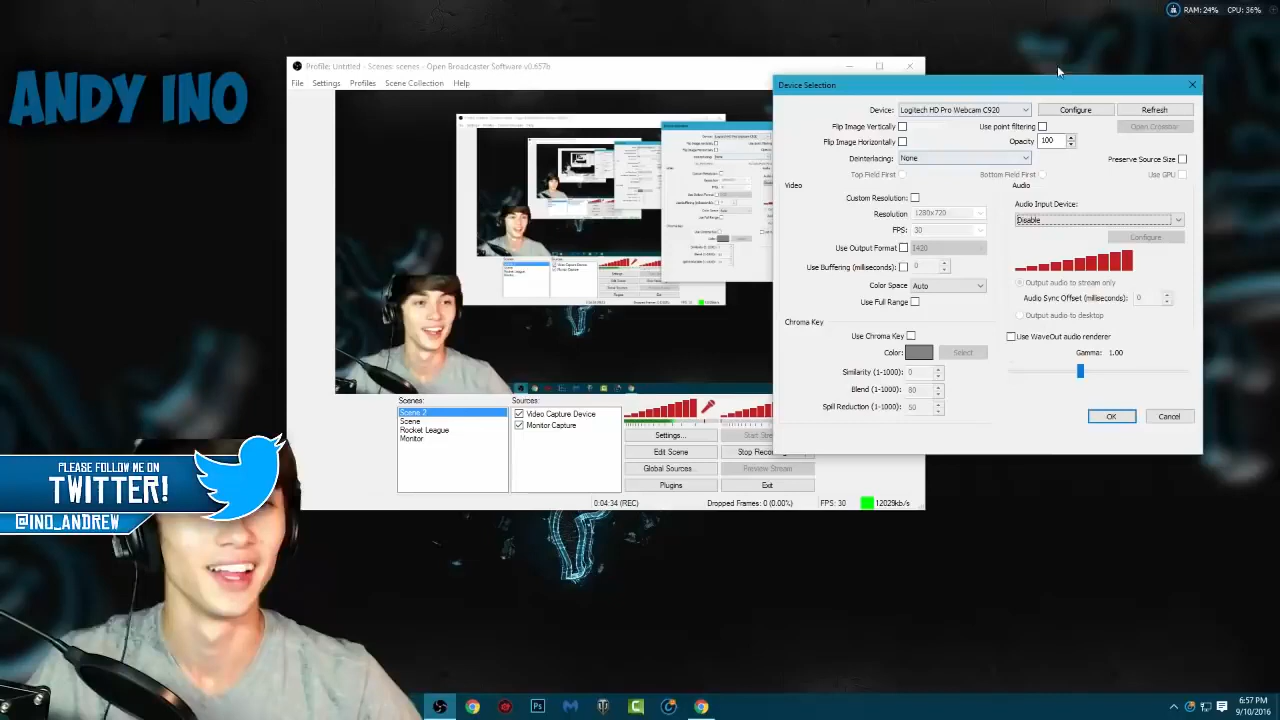 RAM: 24% CPU: 36%
ANDY INO
Profile: Untitled - Scenes: scenes - Open Broadcaster Software v0.657b
File Settings Profiles Scene Collection Help
Device Selection
Device: Logitech HD Pro Webcam C920 Configure Refresh
Flip Image Vertically Use point filtering Open Crossbar
Flip Image Horizontally Opacity 100
Deinterlacing: None Preserve Source Size
Top Field First Bottom Field First Use GPU
Video Audio
Custom Resolution:
Resolution 1280x720
FPS: 30
Use Output Format I420
Use Buffering
Color Space Auto
Use Full Range
Audio Input Device:
Disable
Configure
Output audio to stream only
Audio sync Offset (milliseconds): 0
Output audio to desktop
Use WaveOut audio renderer
Gamma: 1.00
Chroma Key
Use Chroma Key
Color: Select
Similarity (1-1000) 0
Blend (1-1000) 80
Spill Reduction (1-1000) 50
OK Cancel
Scenes: Sources:
Scene 2
Scene
Rocket League
Monitor
Video Capture Device
Monitor Capture
Settings... Start Stre
Edit Scene Stop Reco
Global Sources... Preview Stream
Plugins Exit
0:04:34 (REC) Dropped Frames: 0 (0.00%) FPS: 30 12029kb/s
PLEASE FOLLOW ME ON
TWITTER!
@INO_ANDREW
Ps
6:57 PM
9/10/2016